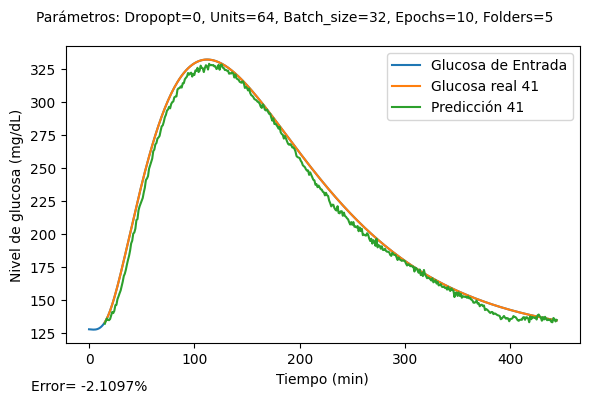 Parámetros: Dropopt=0, Units=64, Batch_size=32, Epochs=10, Folders=5
Glucosa de Entrada
Glucosa real 41
Predicción 41
Nivel de glucosa (mg/dL)
325
300
275
250
225
200
175
150
125
0 100 200 300 400
Tiempo (min)
Error= -2.1097%